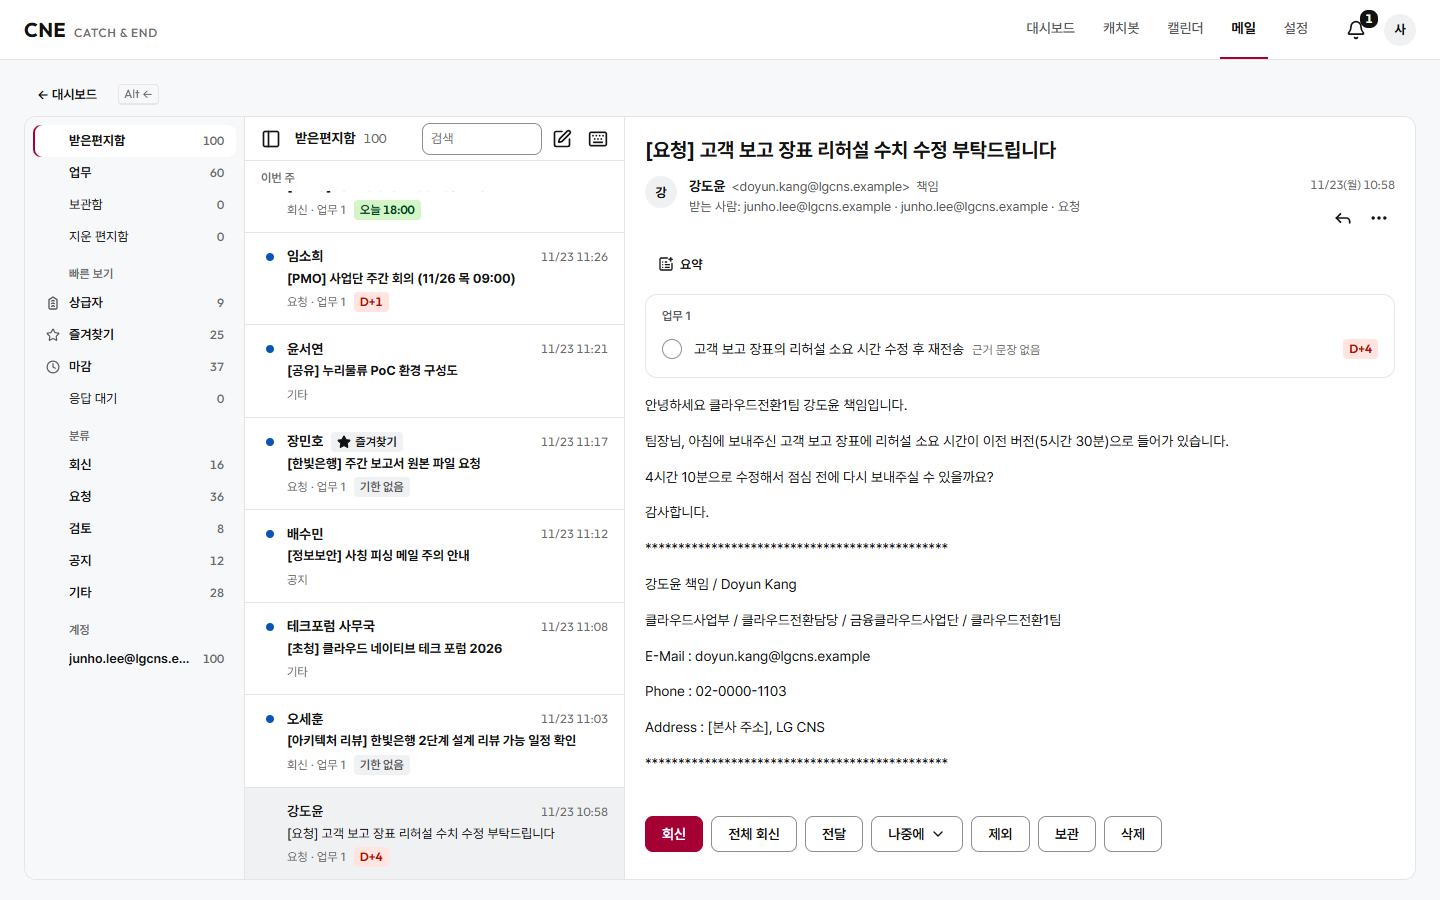 CNE CATCH & END
대시보드 캐치봇 캘린더 메일 설정 1 사
← 대시보드 Alt ←
받은편지함 100
업무 60
보관함 0
지운 편지함 0
빠른 보기
상급자 9
즐겨찾기 25
마감 37
응답 대기 0
분류
회신 16
요청 36
검토 8
공지 12
기타 28
계정
junho.lee@lgcns.e... 100
받은편지함 100 검색
이번 주
회신 · 업무 1 오늘 18:00
임소희 11/23 11:26
[PMO] 사업단 주간 회의 (11/26 목 09:00)
요청 · 업무 1 D+1
윤서연 11/23 11:21
[공유] 누리물류 PoC 환경 구성도
기타
장민호 즐겨찾기 11/23 11:17
[한빛은행] 주간 보고서 원본 파일 요청
요청 · 업무 1 기한 없음
배수민 11/23 11:12
[정보보안] 사칭 피싱 메일 주의 안내
공지
테크포럼 사무국 11/23 11:08
[초청] 클라우드 네이티브 테크 포럼 2026
기타
오세훈 11/23 11:03
[아키텍처 리뷰] 한빛은행 2단계 설계 리뷰 가능 일정 확인
회신 · 업무 1 기한 없음
강도윤 11/23 10:58
[요청] 고객 보고 장표 리허설 수치 수정 부탁드립니다
요청 · 업무 1 D+4
[요청] 고객 보고 장표 리허설 수치 수정 부탁드립니다
강 강도윤 <doyun.kang@lgcns.example> 책임 11/23(월) 10:58
받는 사람: junho.lee@lgcns.example · junho.lee@lgcns.example · 요청
요약
업무 1
고객 보고 장표의 리허설 소요 시간 수정 후 재전송 근거 문장 없음 D+4
안녕하세요 클라우드전환1팀 강도윤 책임입니다.
팀장님, 아침에 보내주신 고객 보고 장표에 리허설 소요 시간이 이전 버전(5시간 30분)으로 들어가 있습니다.
4시간 10분으로 수정해서 점심 전에 다시 보내주실 수 있을까요?
감사합니다.
**********************************************
강도윤 책임 / Doyun Kang
클라우드사업부 / 클라우드전환담당 / 금융클라우드사업단 / 클라우드전환1팀
E-Mail : doyun.kang@lgcns.example
Phone : 02-0000-1103
Address : [본사 주소], LG CNS
**********************************************
회신 전체 회신 전달 나중에 제외 보관 삭제